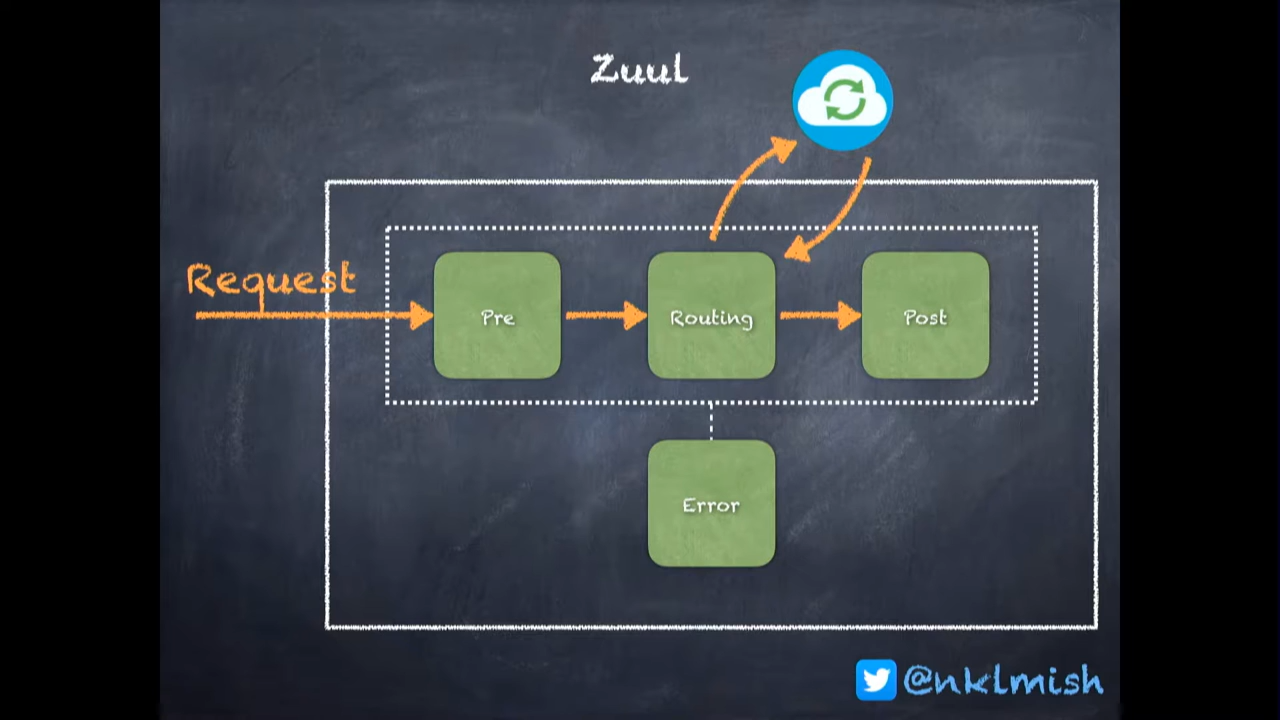 Zuul
Request
Pre
Routing
Post
Error
@nklmish